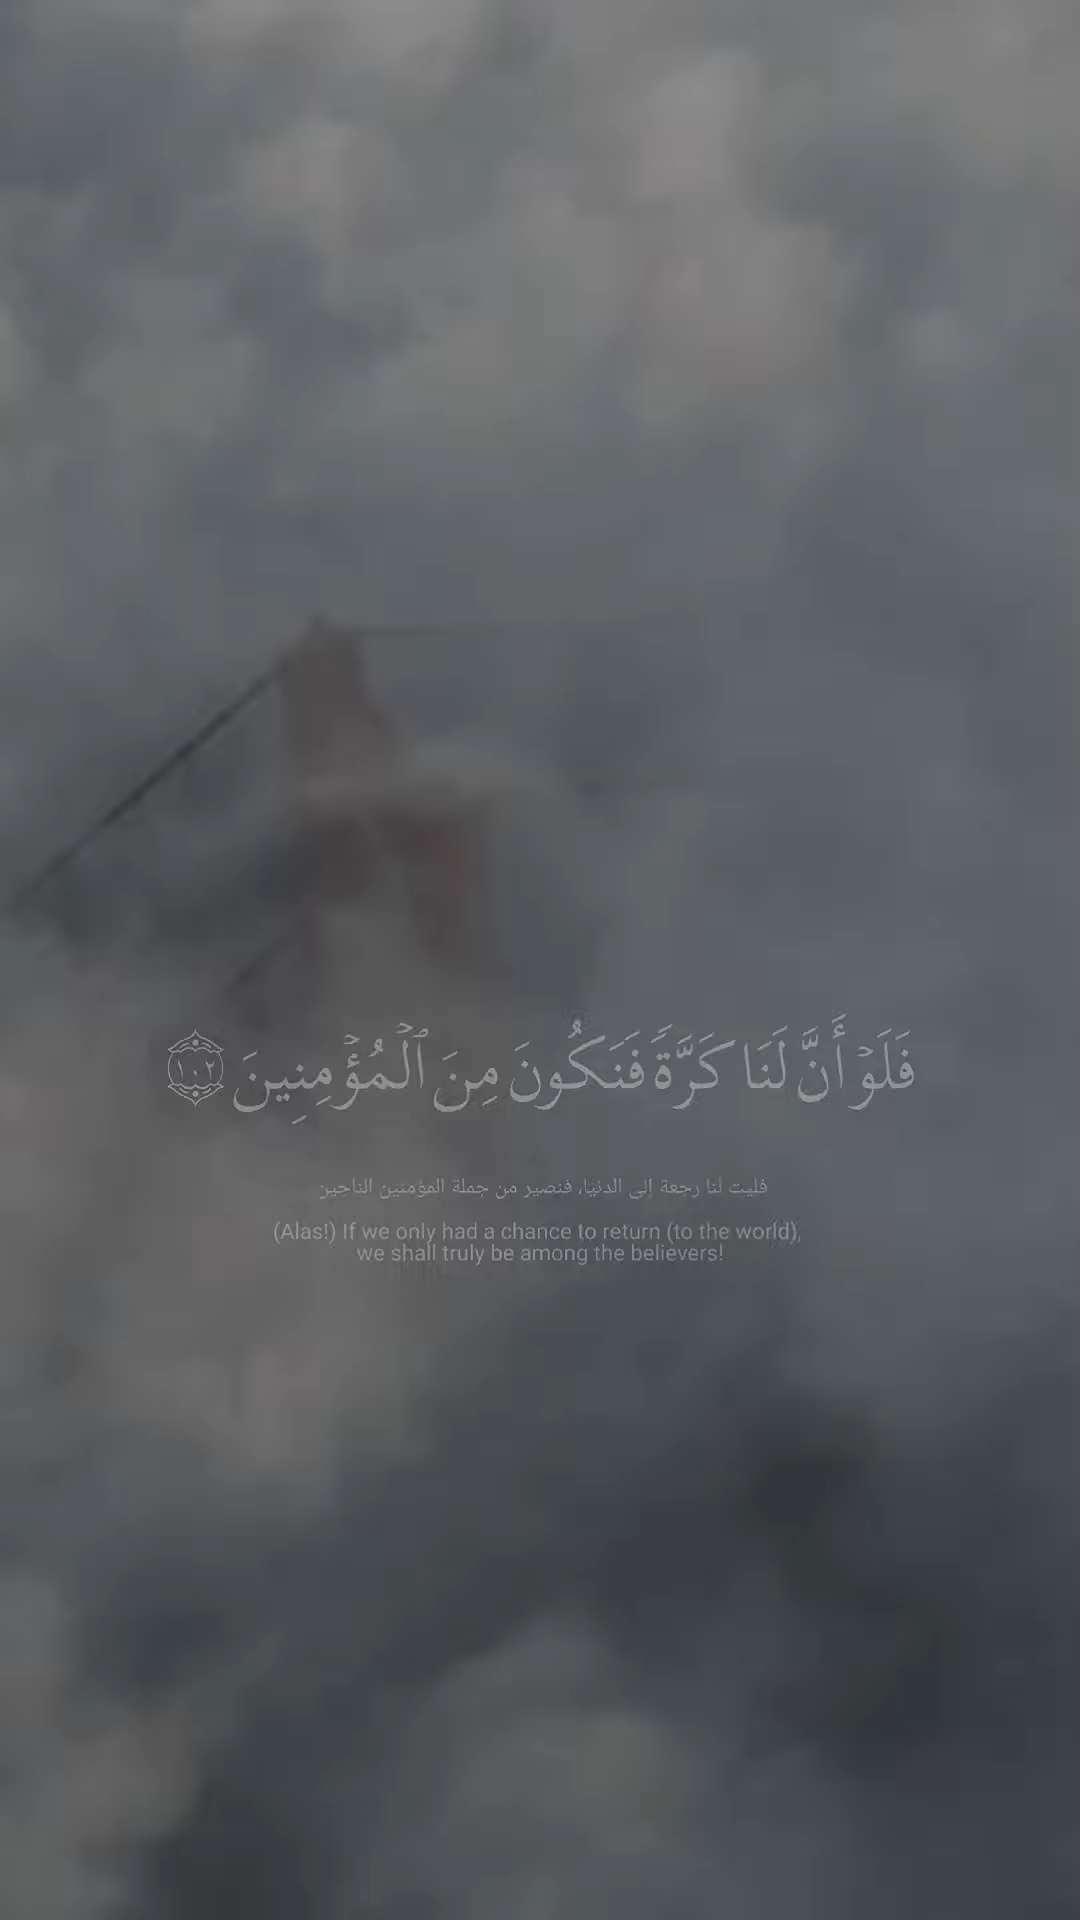 فَلَوۡ أَنَّ لَنَا كَرَّةٗ فَنَكُونَ مِنَ ٱلۡمُؤۡمِنِينَ ١٠٢
فليت لنا رجعة إلى الدنيا، فنصير من جملة المؤمنين الناجين
(Alas!) If we only had a chance to return (to the world),
we shall truly be among the believers!